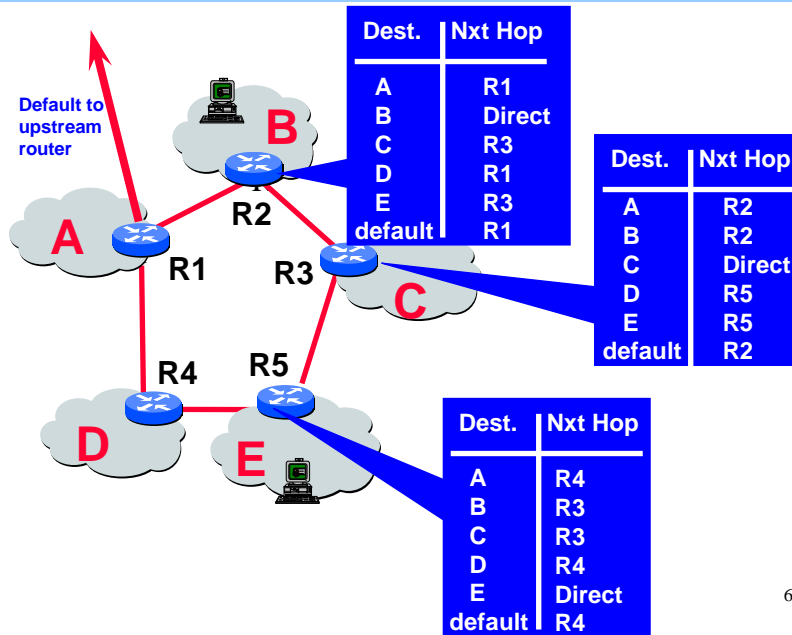 Default to
upstream
router
A
B
R1
R2
R3
C
R4
D
R5
E
Dest. Nxt Hop
A R1
B Direct
C R3
D R1
E R3
default R1
Dest. Nxt Hop
A R2
B R2
C Direct
D R5
E R5
default R2
Dest. Nxt Hop
A R4
B R3
C R3
D R4
E Direct
default R4
6